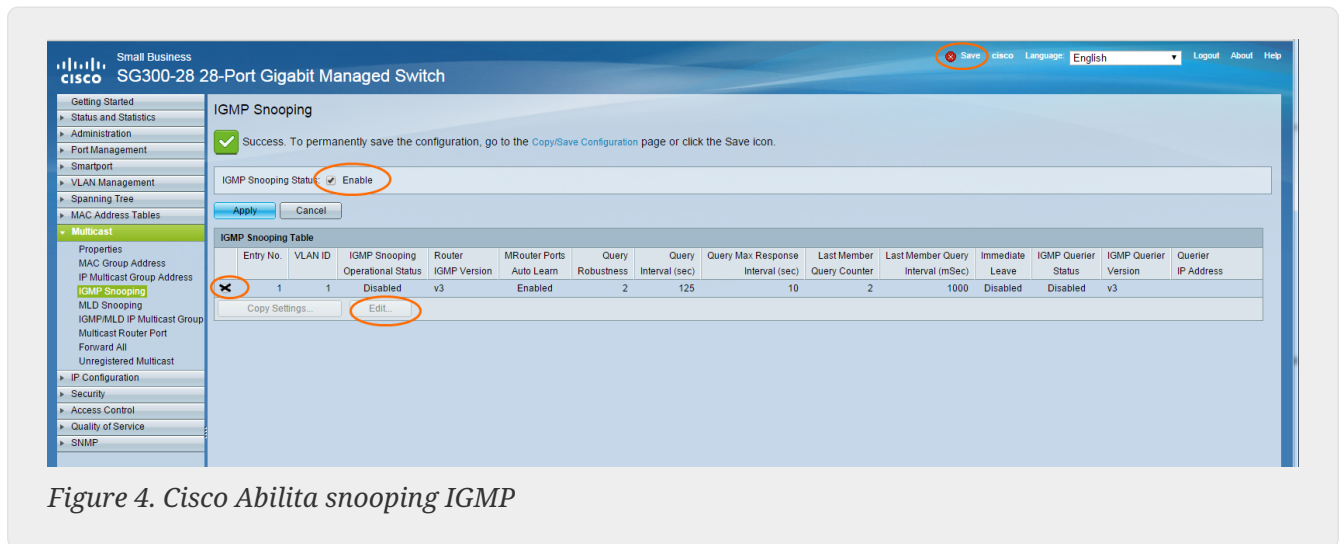 Small Business
cisco SG300-28 28-Port Gigabit Managed Switch
Save cisco Language: English Logout About Help
Getting Started
Status and Statistics
Administration
Port Management
Smartport
VLAN Management
Spanning Tree
MAC Address Tables
Multicast
Properties
MAC Group Address
IP Multicast Group Address
IGMP Snooping
MLD Snooping
IGMP/MLD IP Multicast Group
Multicast Router Port
Forward All
Unregistered Multicast
IP Configuration
Security
Access Control
Quality of Service
SNMP
IGMP Snooping
Success. To permanently save the configuration, go to the Copy/Save Configuration page or click the Save icon.
IGMP Snooping Status: Enable
Apply Cancel
IGMP Snooping Table
Entry No. VLAN ID IGMP Snooping Router MRouter Ports Query Query Query Max Response Last Member Last Member Query Immediate IGMP Querier IGMP Querier Querier
Operational Status IGMP Version Auto Learn Robustness Interval (sec) Interval (sec) Query Counter Interval (mSec) Leave Status Version IP Address
1 1 Disabled v3 Enabled 2 125 10 2 1000 Disabled Disabled v3
Copy Settings... Edit...
Figure 4. Cisco Abilita snooping IGMP